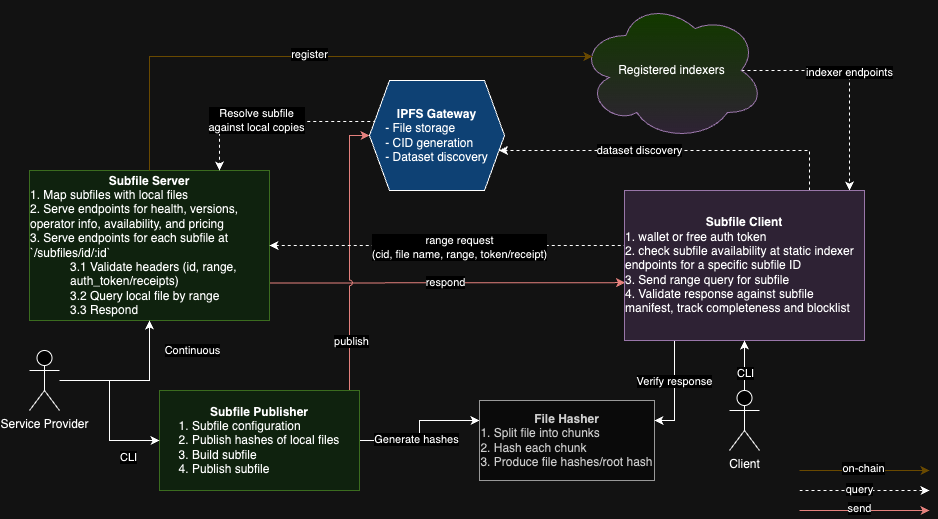 register
Registered indexers
indexer endpoints
Resolve subfile
against local copies
IPFS Gateway
- File storage
- CID generation
- Dataset discovery
dataset discovery
Subfile Server
1. Map subfiles with local files
2. Serve endpoints for health, versions,
operator info, availability, and pricing
3. Serve endpoints for each subfile at
`/subfiles/id/:id`
3.1 Validate headers (id, range,
auth_token/receipts)
3.2 Query local file by range
3.3 Respond
range request
(cid, file name, range, token/receipt)
respond
Subfile Client
1. wallet or free auth token
2. check subfile availability at static indexer
endpoints for a specific subfile ID
3. Send range query for subfile
4. Validate response against subfile
manifest, track completeness and blocklist
Continuous
publish
Verify response
CLI
Service Provider
CLI
Subfile Publisher
1. Subfile configuration
2. Publish hashes of local files
3. Build subfile
4. Publish subfile
Generate hashes
File Hasher
1. Split file into chunks
2. Hash each chunk
3. Produce file hashes/root hash
Client
on-chain
query
send